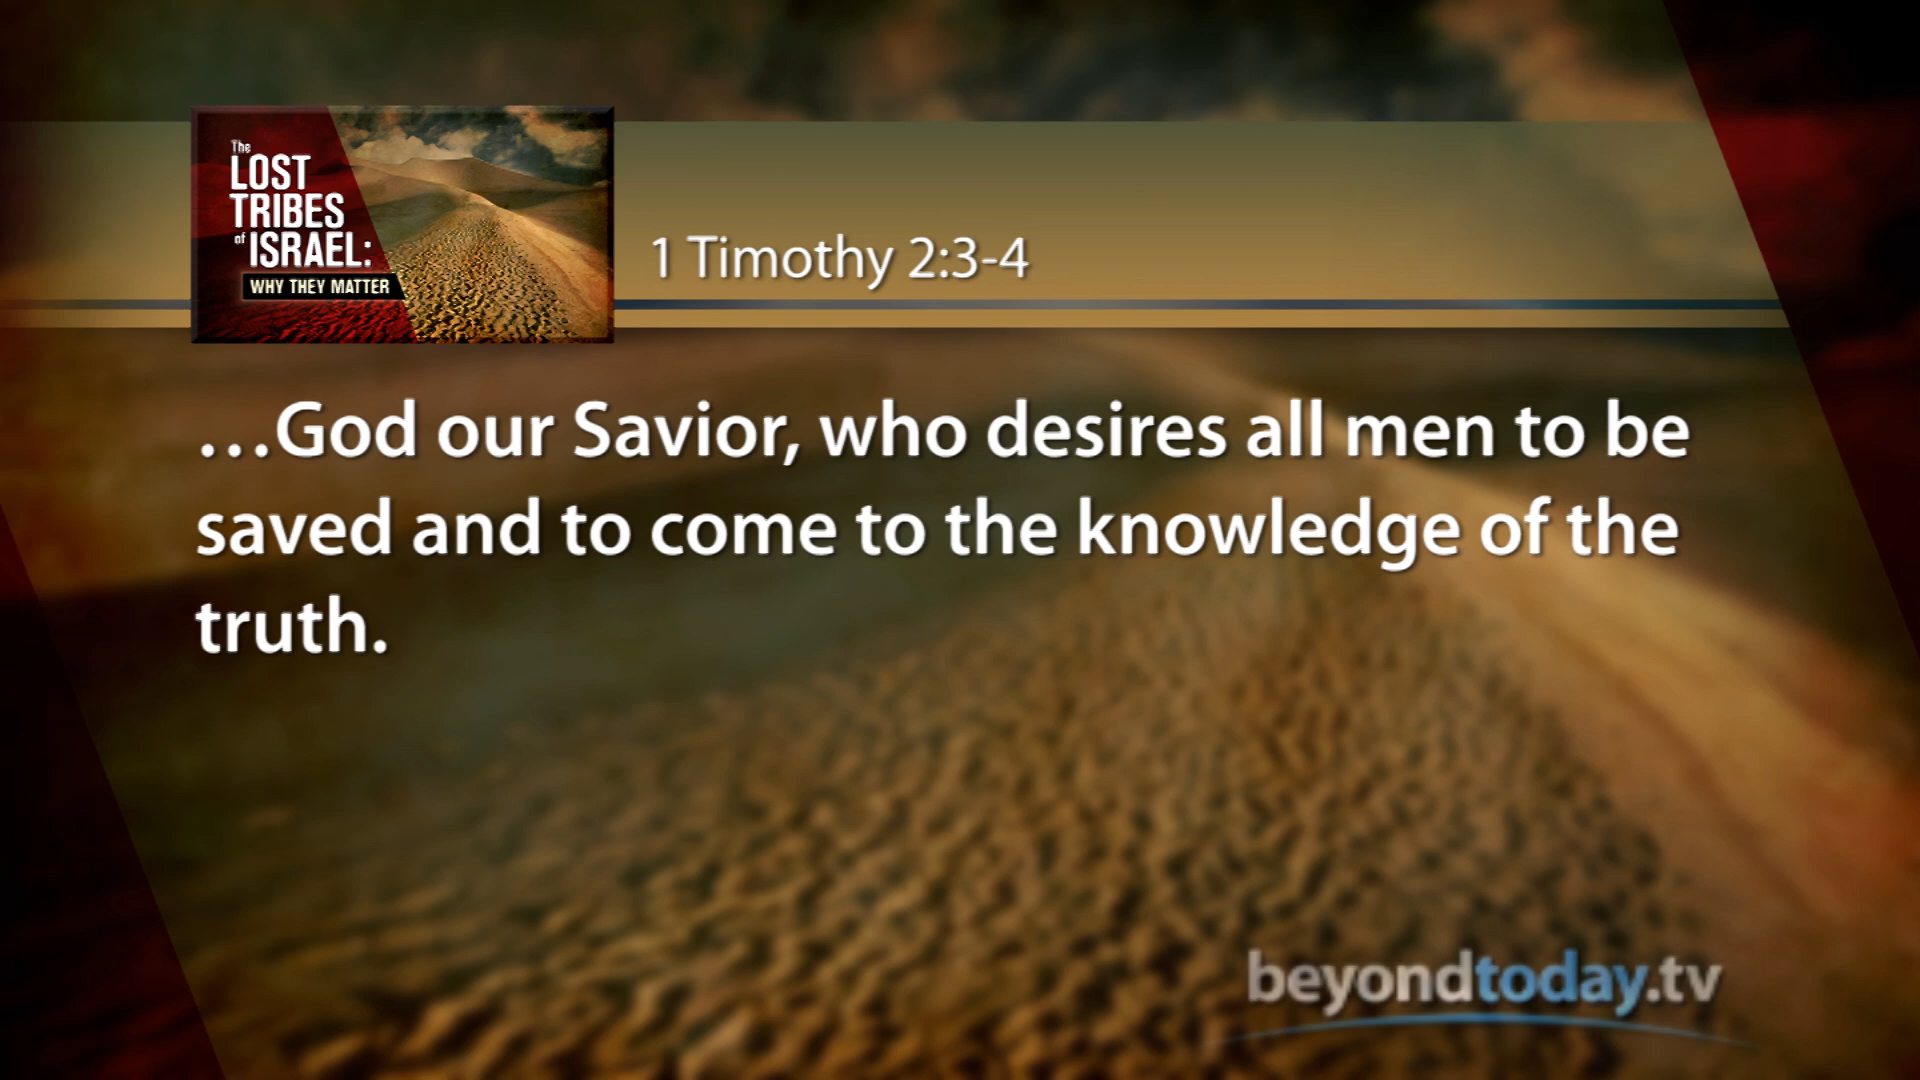 The
LOST
TRIBES
of ISRAEL:
WHY THEY MATTER
1 Timothy 2:3-4
…God our Savior, who desires all men to be
saved and to come to the knowledge of the
truth.
beyondtoday.tv